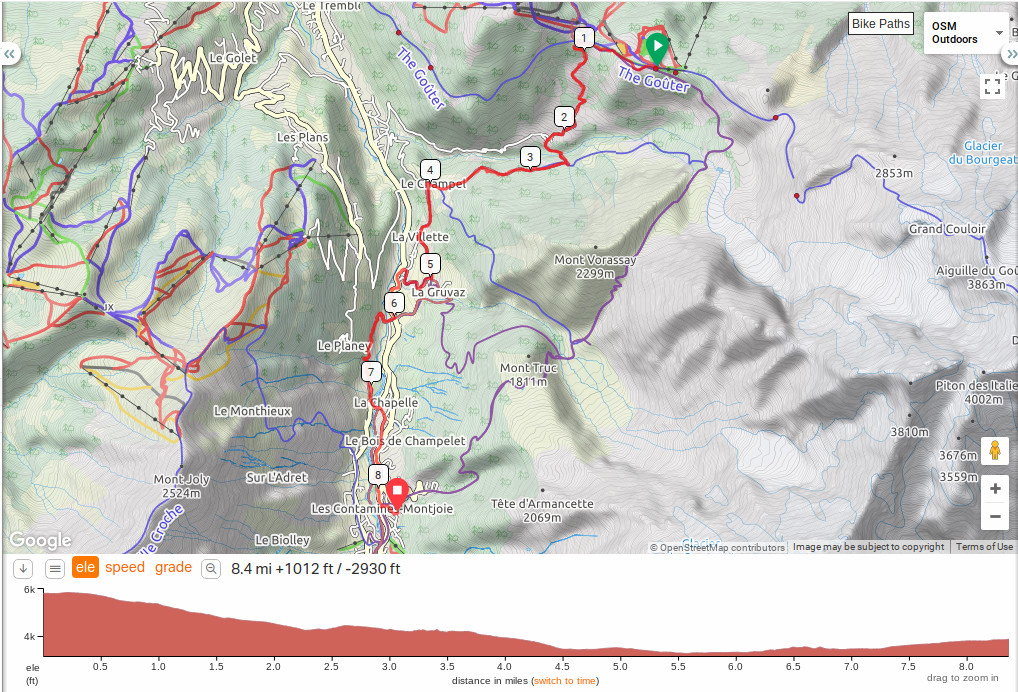 Le Tremble
Bike Paths
OSM
Outdoors
1
Le Golet
The Goûter
The Goûter
2
Les Plans
3
Glacier
du Bourgeat
4
2853m
Le Champel
Grand Couloir
La Villette
Mont Vorassay
2299m
5
Aiguille du Goû
3863m
La Gruvaz
6
ux
Le Planey
7
Mont Truc
1811m
Piton des Italie
4002m
La Chapelle
Le Monthieux
3810m
Le Bois de Champelet
3676m
8
Mont Joly
2524m
Sur L'Adret
3559m
Les Contamines-Montjoie
Tête d'Armancette
2069m
lle Croche
Le Biolley
Glacier
Google
© OpenStreetMap contributors
Image may be subject to copyright
Terms of Use
ele speed grade 8.4 mi +1012 ft / -2930 ft
6k
4k
ele
(ft)
0.5 1.0 1.5 2.0 2.5 3.0 3.5 4.0 4.5 5.0 5.5 6.0 6.5 7.0 7.5 8.0
distance in miles (switch to time)
drag to zoom in